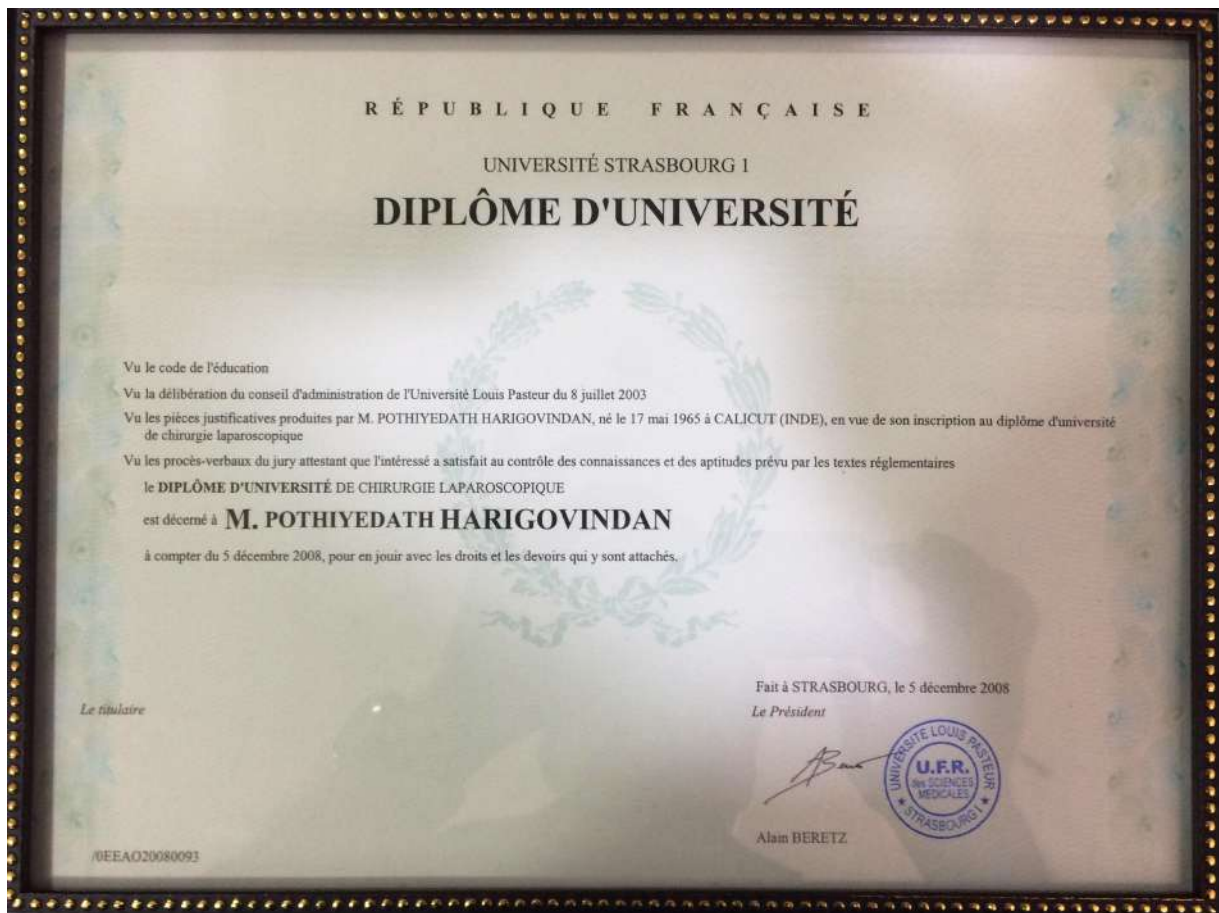 RÉPUBLIQUE FRANÇAISE
UNIVERSITÉ STRASBOURG 1
DIPLÔME D'UNIVERSITÉ
Vu le code de l'éducation
Vu la délibération du conseil d'administration de l'Université Louis Pasteur du 8 juillet 2003
Vu les pièces justificatives produites par M. POTHIYEDATH HARIGOVINDAN, né le 17 mai 1965 à CALICUT (INDE), en vue de son inscription au diplôme d'université
de chirurgie laparoscopique
Vu les procès-verbaux du jury attestant que l'intéressé a satisfait au contrôle des connaissances et des aptitudes prévu par les textes réglementaires
le DIPLÔME D'UNIVERSITÉ DE CHIRURGIE LAPAROSCOPIQUE
est décerné à M. POTHIYEDATH HARIGOVINDAN
à compter du 5 décembre 2008, pour en jouir avec les droits et les devoirs qui y sont attachés.
Fait à STRASBOURG, le 5 décembre 2008
Le titulaire
Le Président
UNIVERSITE LOUIS PASTEUR
U.F.R.
des SCIENCES
MEDICALES
★ STRASBOURG I ★
Alain BERETZ
/0EEAO20080093